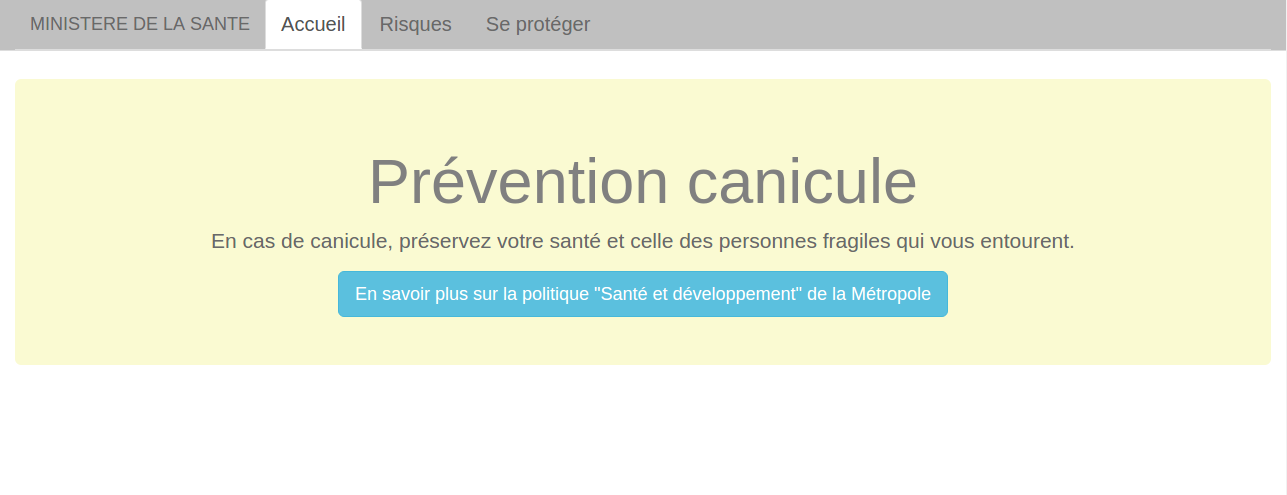 MINISTERE DE LA SANTE Accueil Risques Se protéger
Prévention canicule
En cas de canicule, préservez votre santé et celle des personnes fragiles qui vous entourent.
En savoir plus sur la politique "Santé et développement" de la Métropole